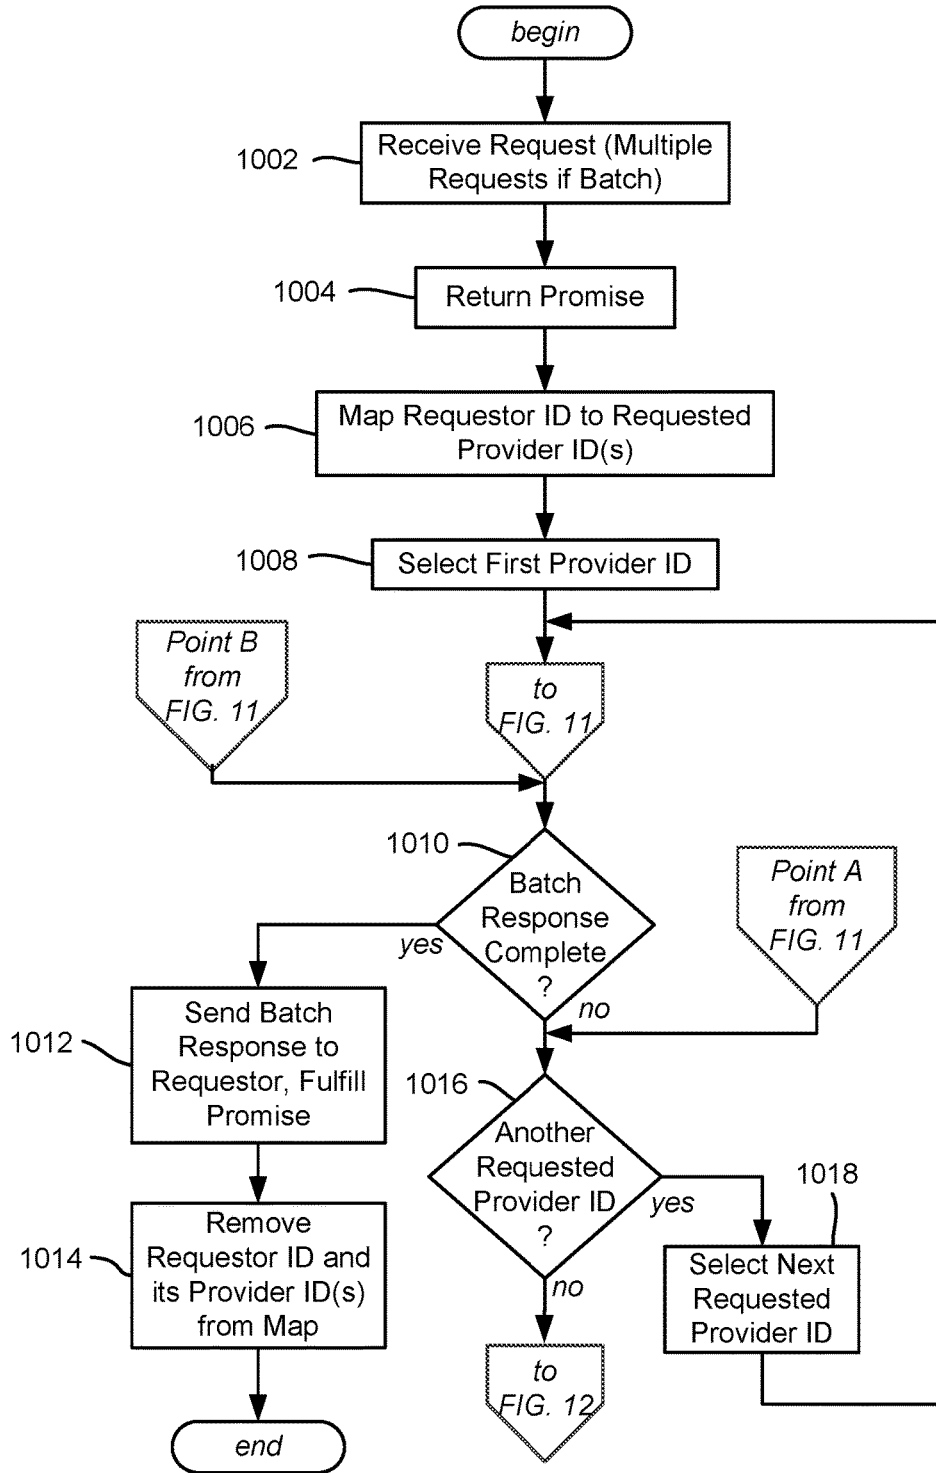 begin
1002
Receive Request (Multiple
Requests if Batch)
1004
Return Promise
1006
Map Requestor ID to Requested
Provider ID(s)
1008
Select First Provider ID
Point B
from
FIG. 11
to
FIG. 11
1010
Batch
Response
Complete
?
yes
no
Point A
from
FIG. 11
1012
Send Batch
Response to
Requestor, Fulfill
Promise
1016
Another
Requested
Provider ID
?
yes
no
1018
Select Next
Requested
Provider ID
1014
Remove
Requestor ID and
its Provider ID(s)
from Map
to
FIG. 12
end